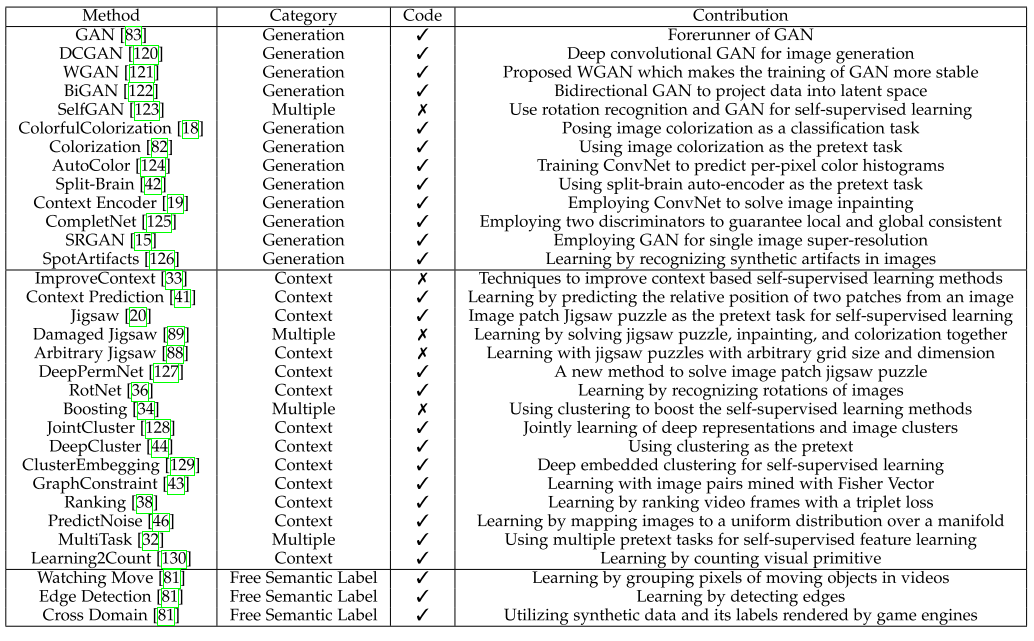 Method Category Code Contribution
GAN [83] Generation ✓ Forerunner of GAN
DCGAN [120] Generation ✓ Deep convolutional GAN for image generation
WGAN [121] Generation ✓ Proposed WGAN which makes the training of GAN more stable
BiGAN [122] Generation ✓ Bidirectional GAN to project data into latent space
SelfGAN [123] Multiple ✗ Use rotation recognition and GAN for self-supervised learning
ColorfulColorization [18] Generation ✓ Posing image colorization as a classification task
Colorization [82] Generation ✓ Using image colorization as the pretext task
AutoColor [124] Generation ✓ Training ConvNet to predict per-pixel color histograms
Split-Brain [42] Generation ✓ Using split-brain auto-encoder as the pretext task
Context Encoder [19] Generation ✓ Employing ConvNet to solve image inpainting
CompletNet [125] Generation ✓ Employing two discriminators to guarantee local and global consistent
SRGAN [15] Generation ✓ Employing GAN for single image super-resolution
SpotArtifacts [126] Generation ✓ Learning by recognizing synthetic artifacts in images
ImproveContext [33] Context ✗ Techniques to improve context based self-supervised learning methods
Context Prediction [41] Context ✓ Learning by predicting the relative position of two patches from an image
Jigsaw [20] Context ✓ Image patch Jigsaw puzzle as the pretext task for self-supervised learning
Damaged Jigsaw [89] Multiple ✗ Learning by solving jigsaw puzzle, inpainting, and colorization together
Arbitrary Jigsaw [88] Context ✗ Learning with jigsaw puzzles with arbitrary grid size and dimension
DeepPermNet [127] Context ✓ A new method to solve image patch jigsaw puzzle
RotNet [36] Context ✓ Learning by recognizing rotations of images
Boosting [34] Multiple ✗ Using clustering to boost the self-supervised learning methods
JointCluster [128] Context ✓ Jointly learning of deep representations and image clusters
DeepCluster [44] Context ✓ Using clustering as the pretext
ClusterEmbegging [129] Context ✓ Deep embedded clustering for self-supervised learning
GraphConstraint [43] Context ✓ Learning with image pairs mined with Fisher Vector
Ranking [38] Context ✓ Learning by ranking video frames with a triplet loss
PredictNoise [46] Context ✓ Learning by mapping images to a uniform distribution over a manifold
MultiTask [32] Multiple ✓ Using multiple pretext tasks for self-supervised feature learning
Learning2Count [130] Context ✓ Learning by counting visual primitive
Watching Move [81] Free Semantic Label ✓ Learning by grouping pixels of moving objects in videos
Edge Detection [81] Free Semantic Label ✓ Learning by detecting edges
Cross Domain [81] Free Semantic Label ✓ Utilizing synthetic data and its labels rendered by game engines